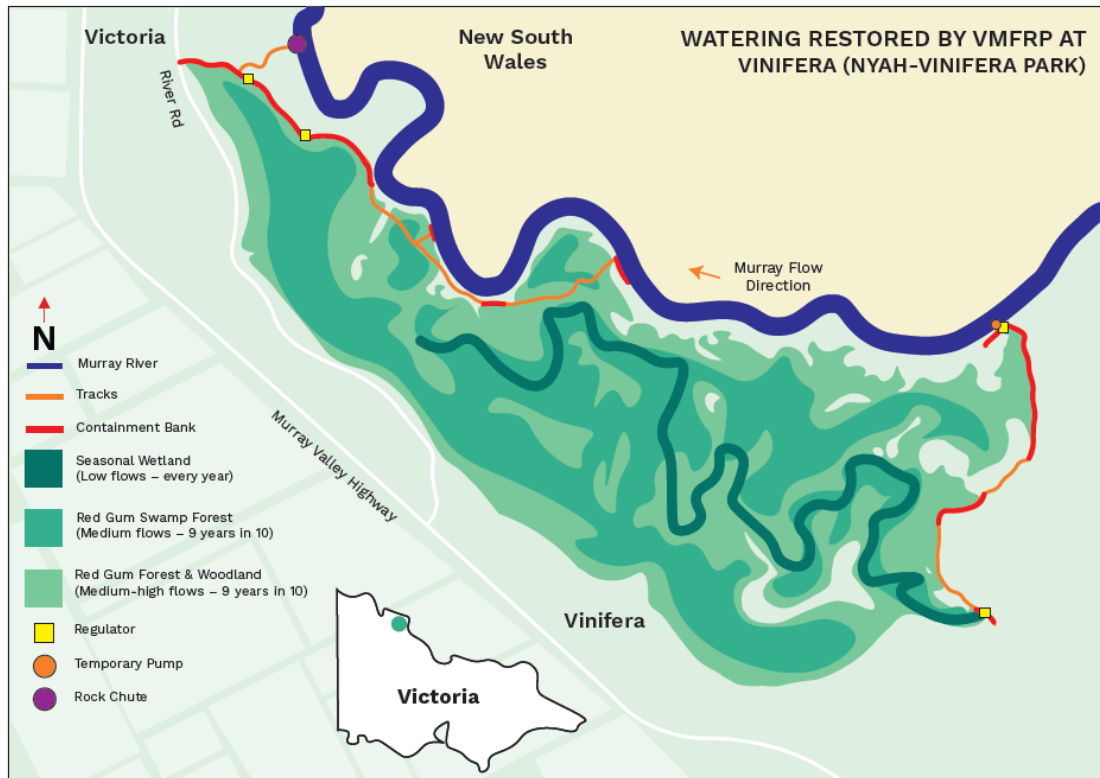 Victoria
New South
Wales
WATERING RESTORED BY VMFRP AT
VINIFERA (NYAH-VINIFERA PARK)
River Rd
Murray Flow
Direction
N
Murray River
Tracks
Containment Bank
Seasonal Wetland
(Low flows – every year)
Red Gum Swamp Forest
(Medium flows – 9 years in 10)
Red Gum Forest & Woodland
(Medium-high flows – 9 years in 10)
Regulator
Temporary Pump
Rock Chute
Murray Valley Highway
Vinifera
Victoria